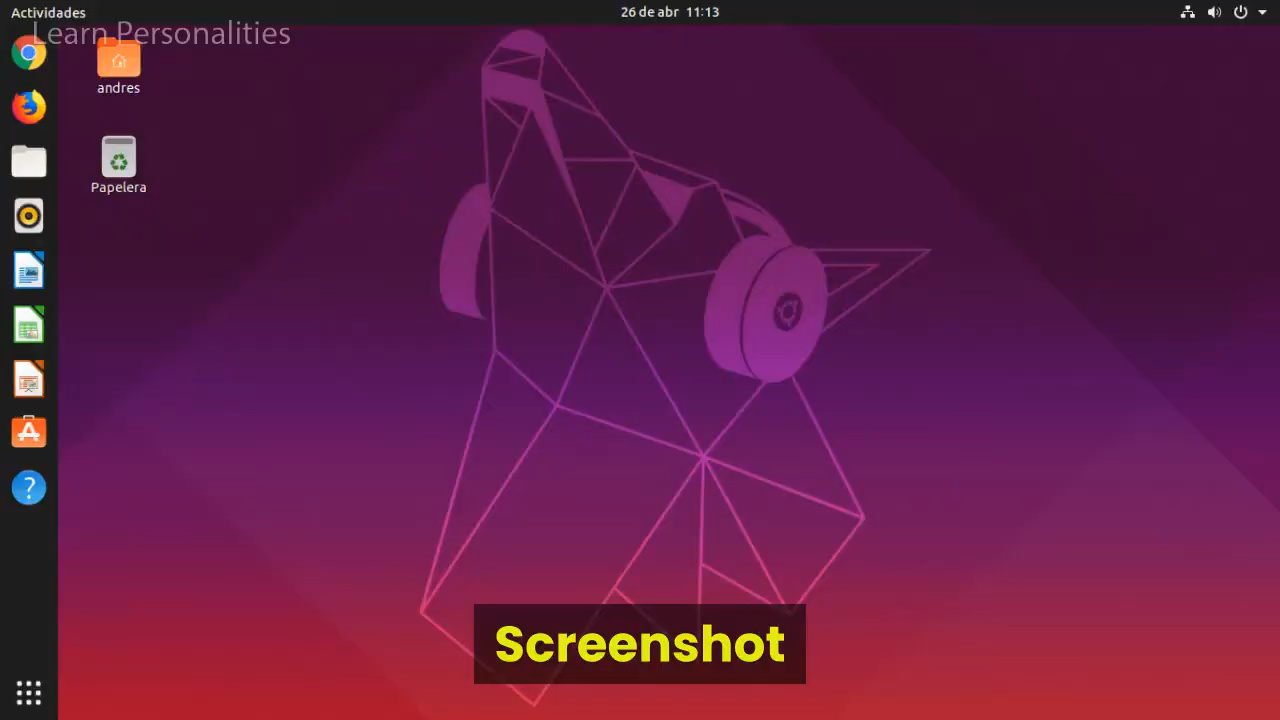 Actividades
26 de abr 11:13
Learn Personalities
andres
Papelera
Screenshot